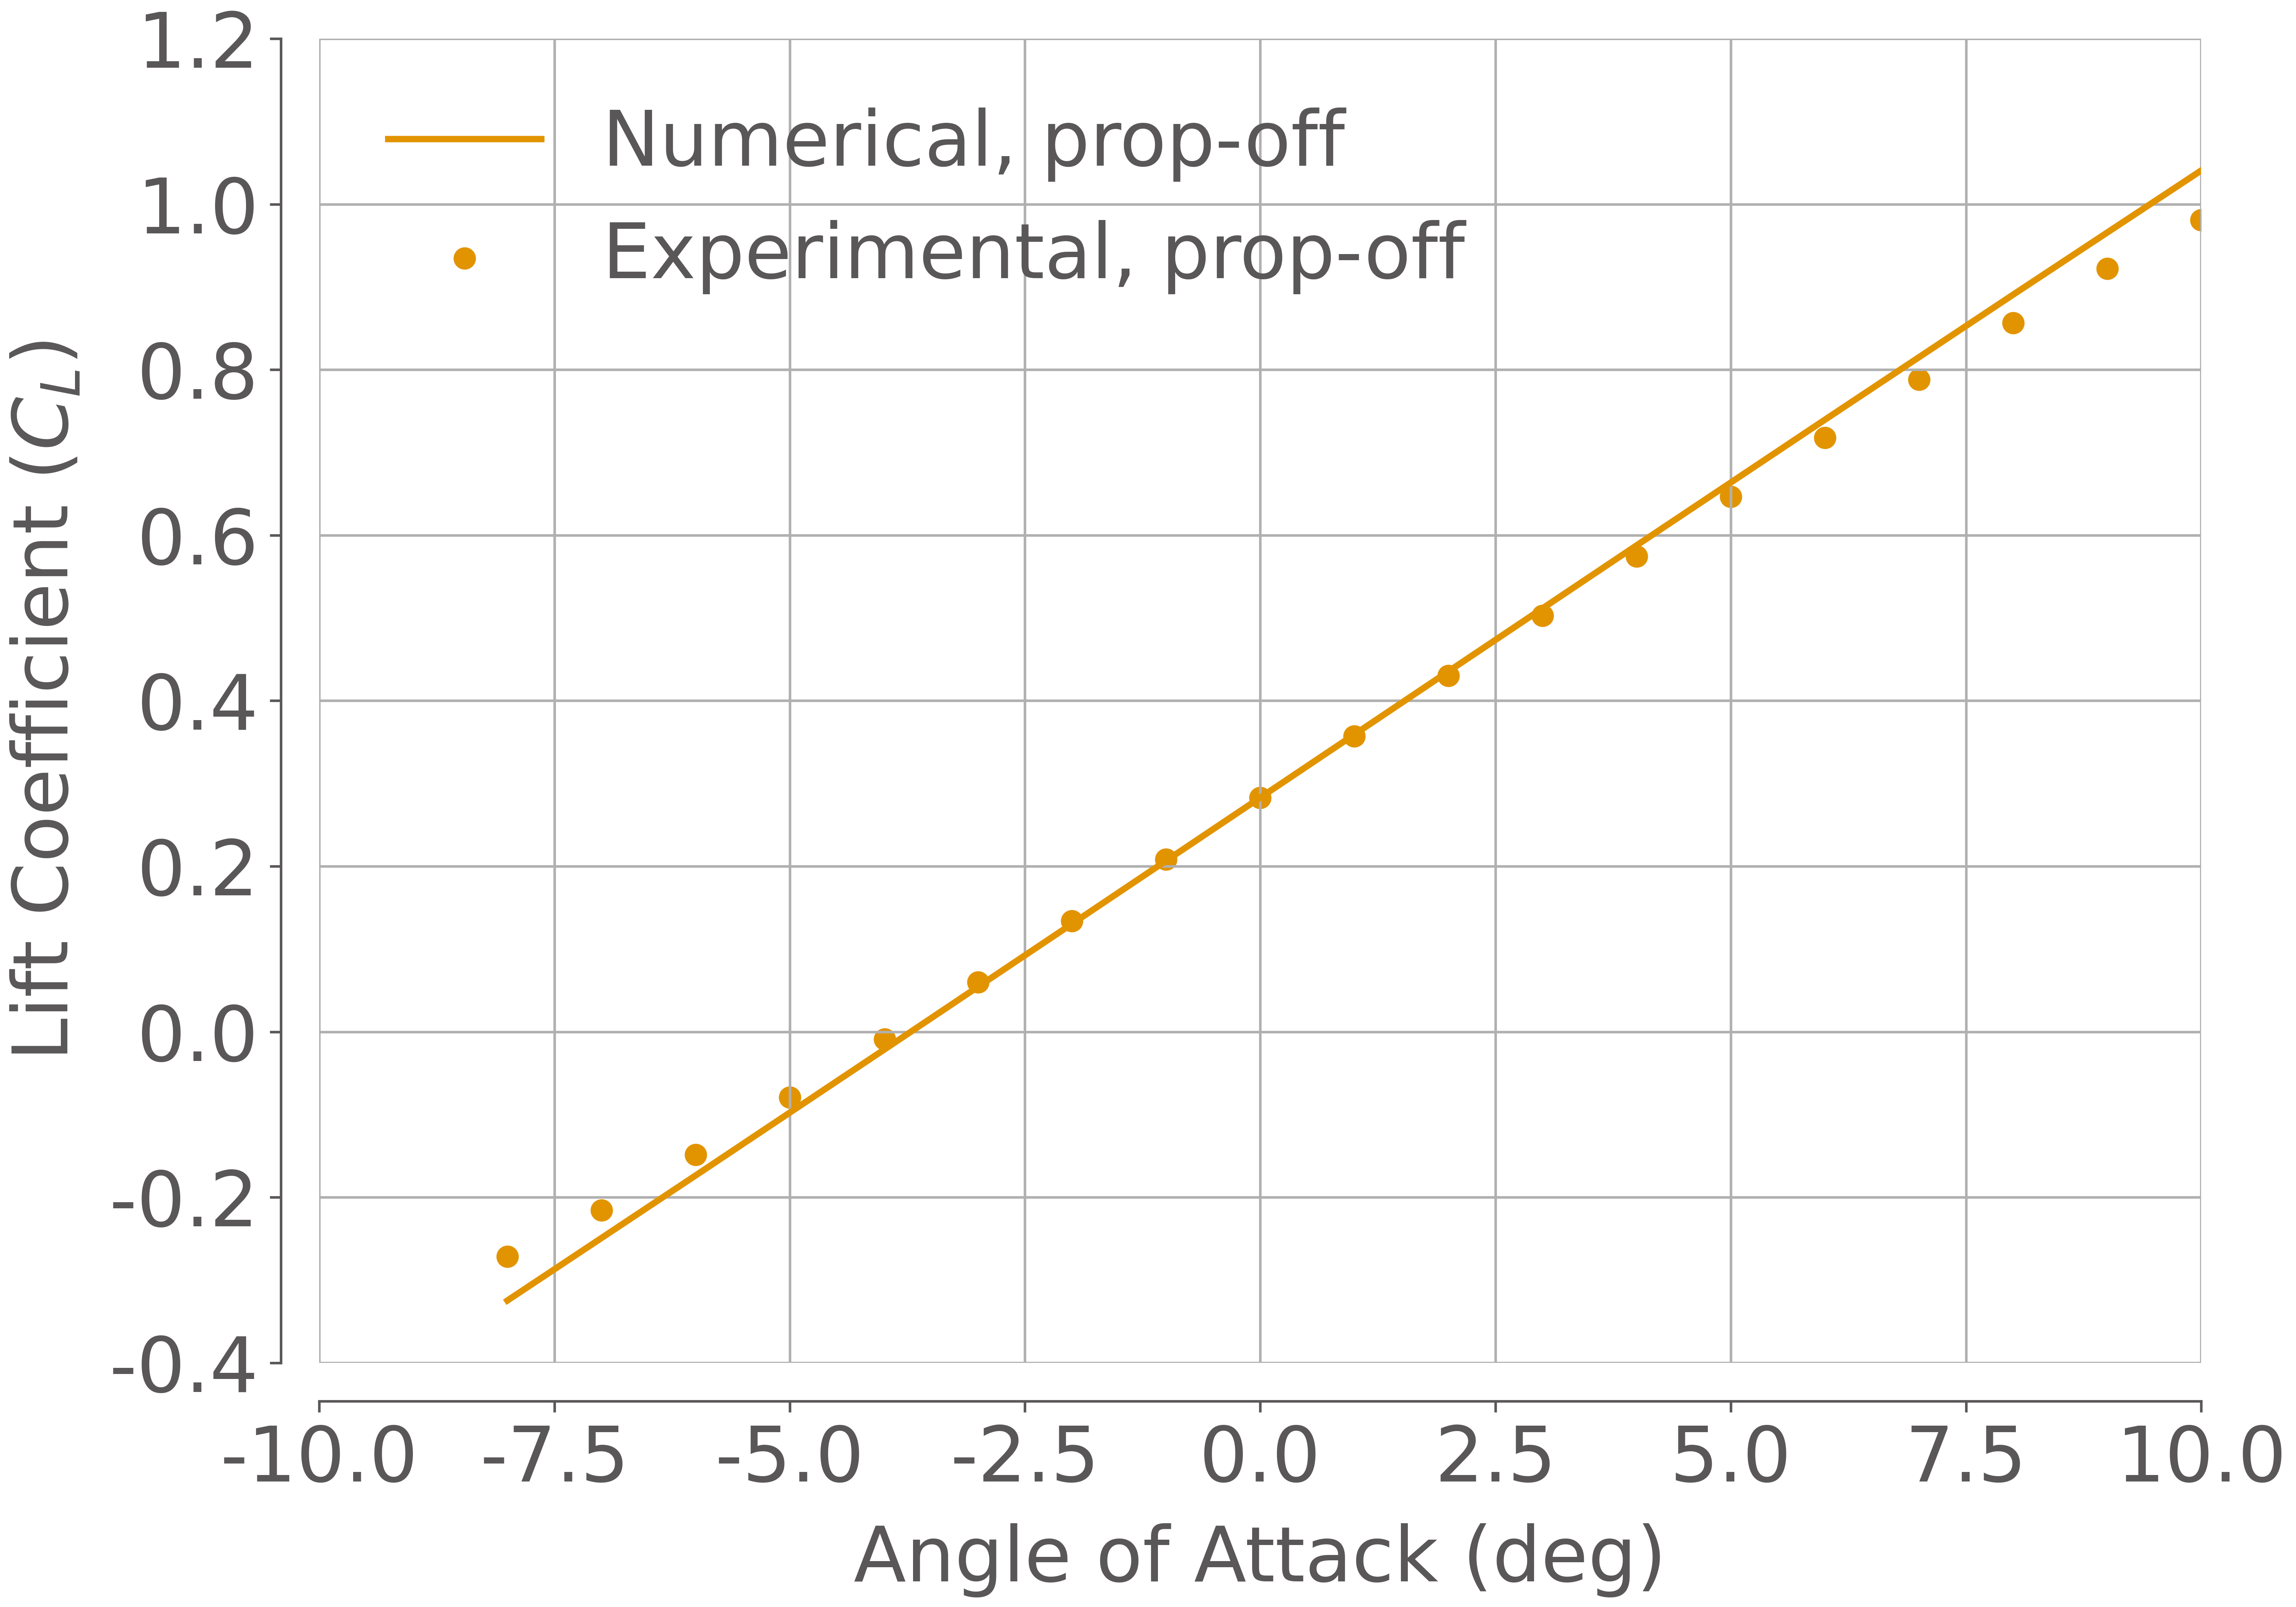 1.2
1.0
0.8
0.6
0.4
0.2
0.0
-0.2
-0.4
Lift Coefficient (C_L)
Numerical, prop-off
Experimental, prop-off
-10.0 -7.5 -5.0 -2.5 0.0 2.5 5.0 7.5 10.0
Angle of Attack (deg)